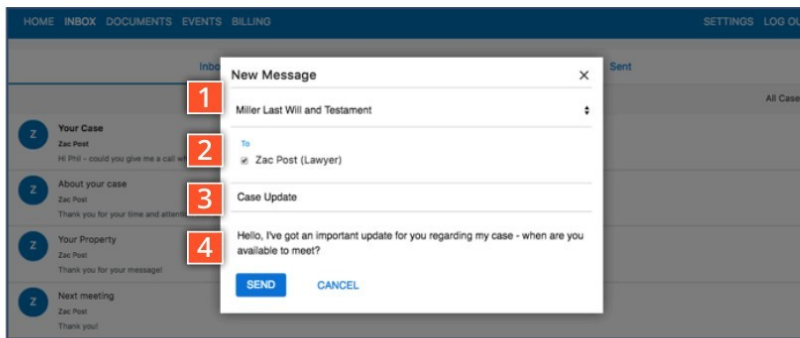 HOME INBOX DOCUMENTS EVENTS BILLING SETTINGS LOG
Sent
All
New Message
1
Miller Last Will and Testament
2
To
Zac Post (Lawyer)
3
Case Update
4
Hello, I've got an important update for you regarding my case - when are you
available to meet?
SEND CANCEL
Z
Your Case
Zac Post
Hi Phil - could you give me a call
Z
About your case
Zac Post
Thank you for your time and
Z
Your Property
Zac Post
Thank you for your message!
Z
Next meeting
Zac Post
Thank you!